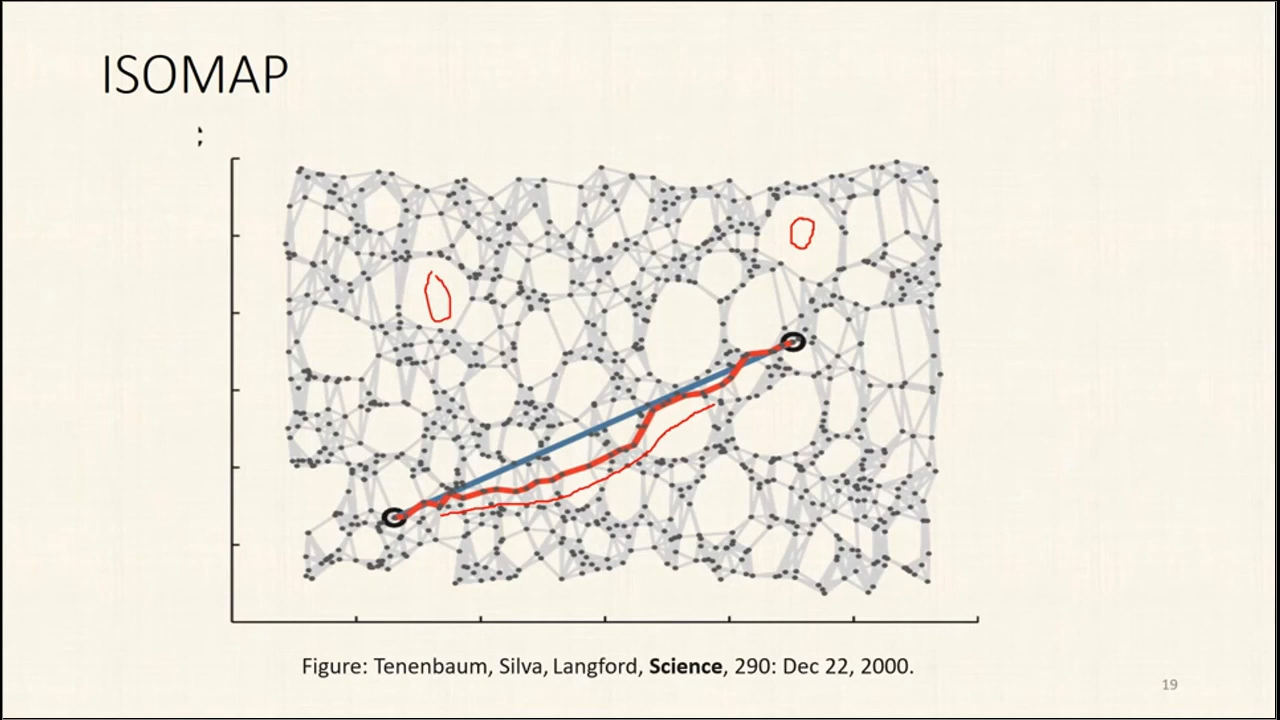 ISOMAP
Figure: Tenenbaum, Silva, Langford, Science, 290: Dec 22, 2000.
19